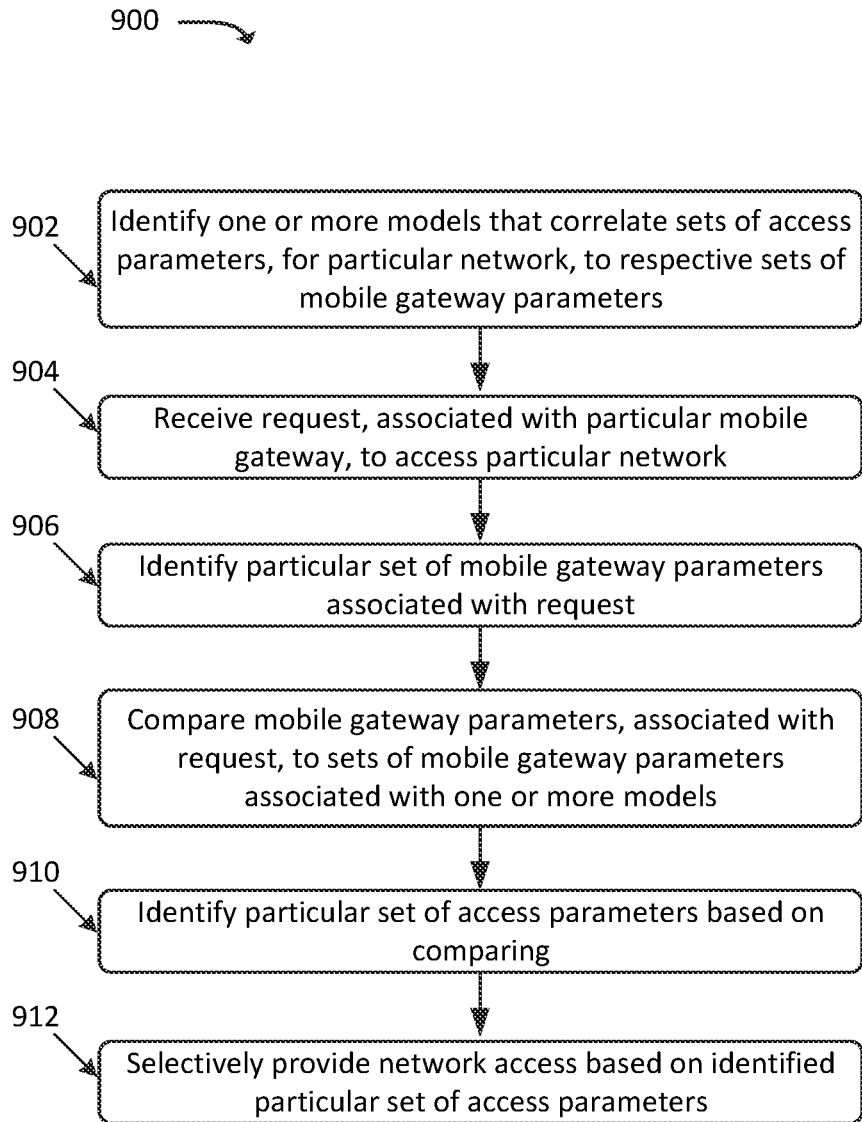 900
902
Identify one or more models that correlate sets of access
parameters, for particular network, to respective sets of
mobile gateway parameters
904
Receive request, associated with particular mobile
gateway, to access particular network
906
Identify particular set of mobile gateway parameters
associated with request
908
Compare mobile gateway parameters, associated with
request, to sets of mobile gateway parameters
associated with one or more models
910
Identify particular set of access parameters based on
comparing
912
Selectively provide network access based on identified
particular set of access parameters